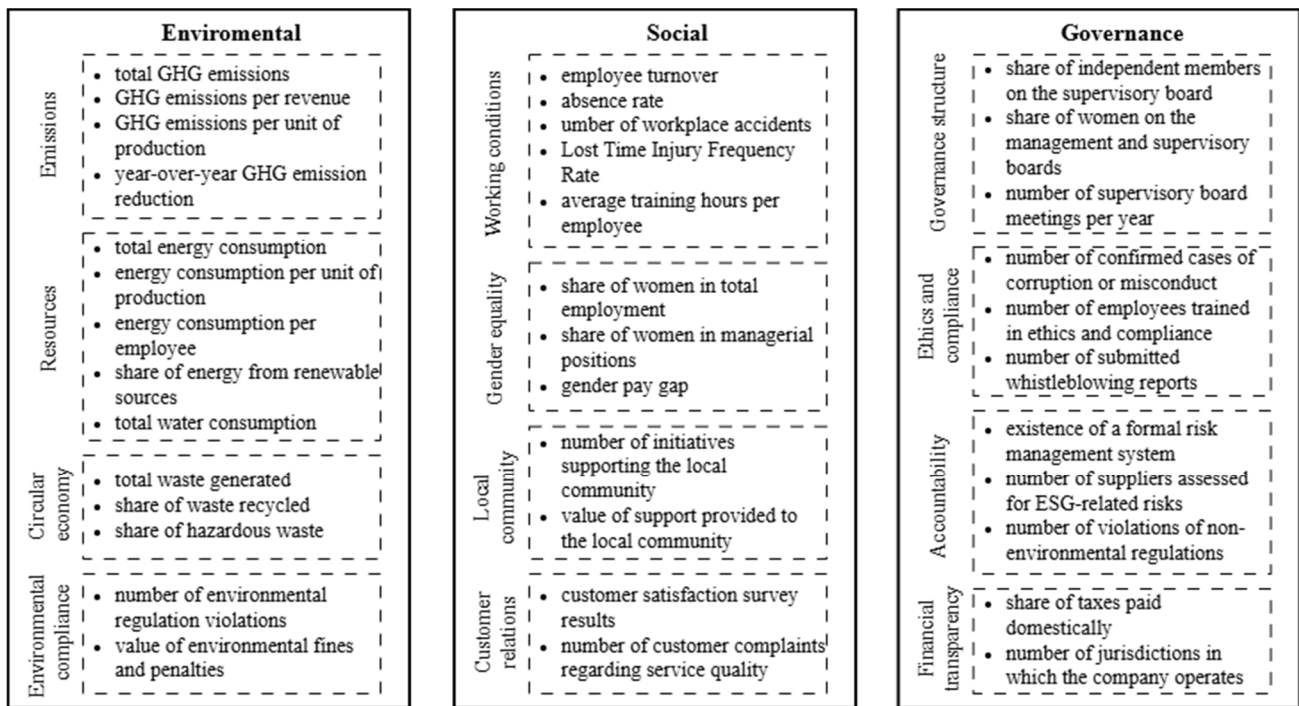 Enviromental
Emissions
• total GHG emissions
• GHG emissions per revenue
• GHG emissions per unit of
production
• year-over-year GHG emission
reduction
Resources
• total energy consumption
• energy consumption per unit of
production
• energy consumption per
employee
• share of energy from renewable
sources
• total water consumption
Circular
economy
• total waste generated
• share of waste recycled
• share of hazardous waste
Environmental
compliance
• number of environmental
regulation violations
• value of environmental fines
and penalties
Social
Working conditions
• employee turnover
• absence rate
• umber of workplace accidents
• Lost Time Injury Frequency
Rate
• average training hours per
employee
Gender equality
• share of women in total
employment
• share of women in managerial
positions
• gender pay gap
Local
community
• number of initiatives
supporting the local
community
• value of support provided to
the local community
Customer
relations
• customer satisfaction survey
results
• number of customer complaints
regarding service quality
Governance
Governance structure
• share of independent members
on the supervisory board
• share of women on the
management and supervisory
boards
• number of supervisory board
meetings per year
Ethics and
compliance
• number of confirmed cases of
corruption or misconduct
• number of employees trained
in ethics and compliance
• number of submitted
whistleblowing reports
Accountability
• existence of a formal risk
management system
• number of suppliers assessed
for ESG-related risks
• number of violations of non-
environmental regulations
Financial
transparency
• share of taxes paid
domestically
• number of jurisdictions in
which the company operates